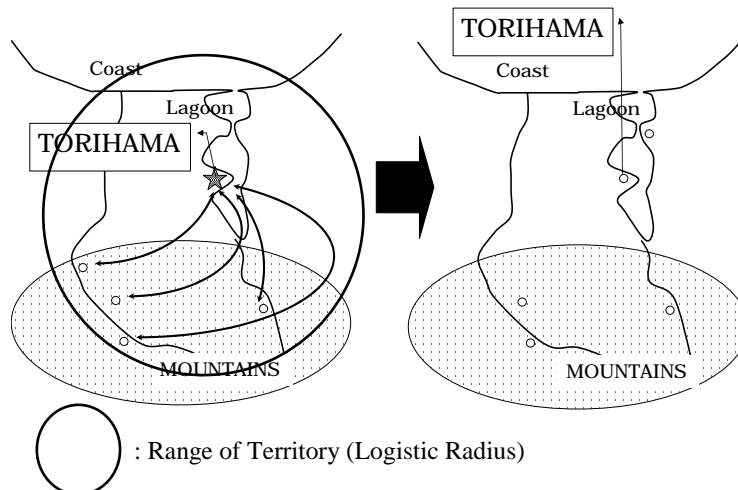 Coast
Lagoon
TORIHAMA
MOUNTAINS
TORIHAMA
Coast
Lagoon
MOUNTAINS
: Range of Territory (Logistic Radius)